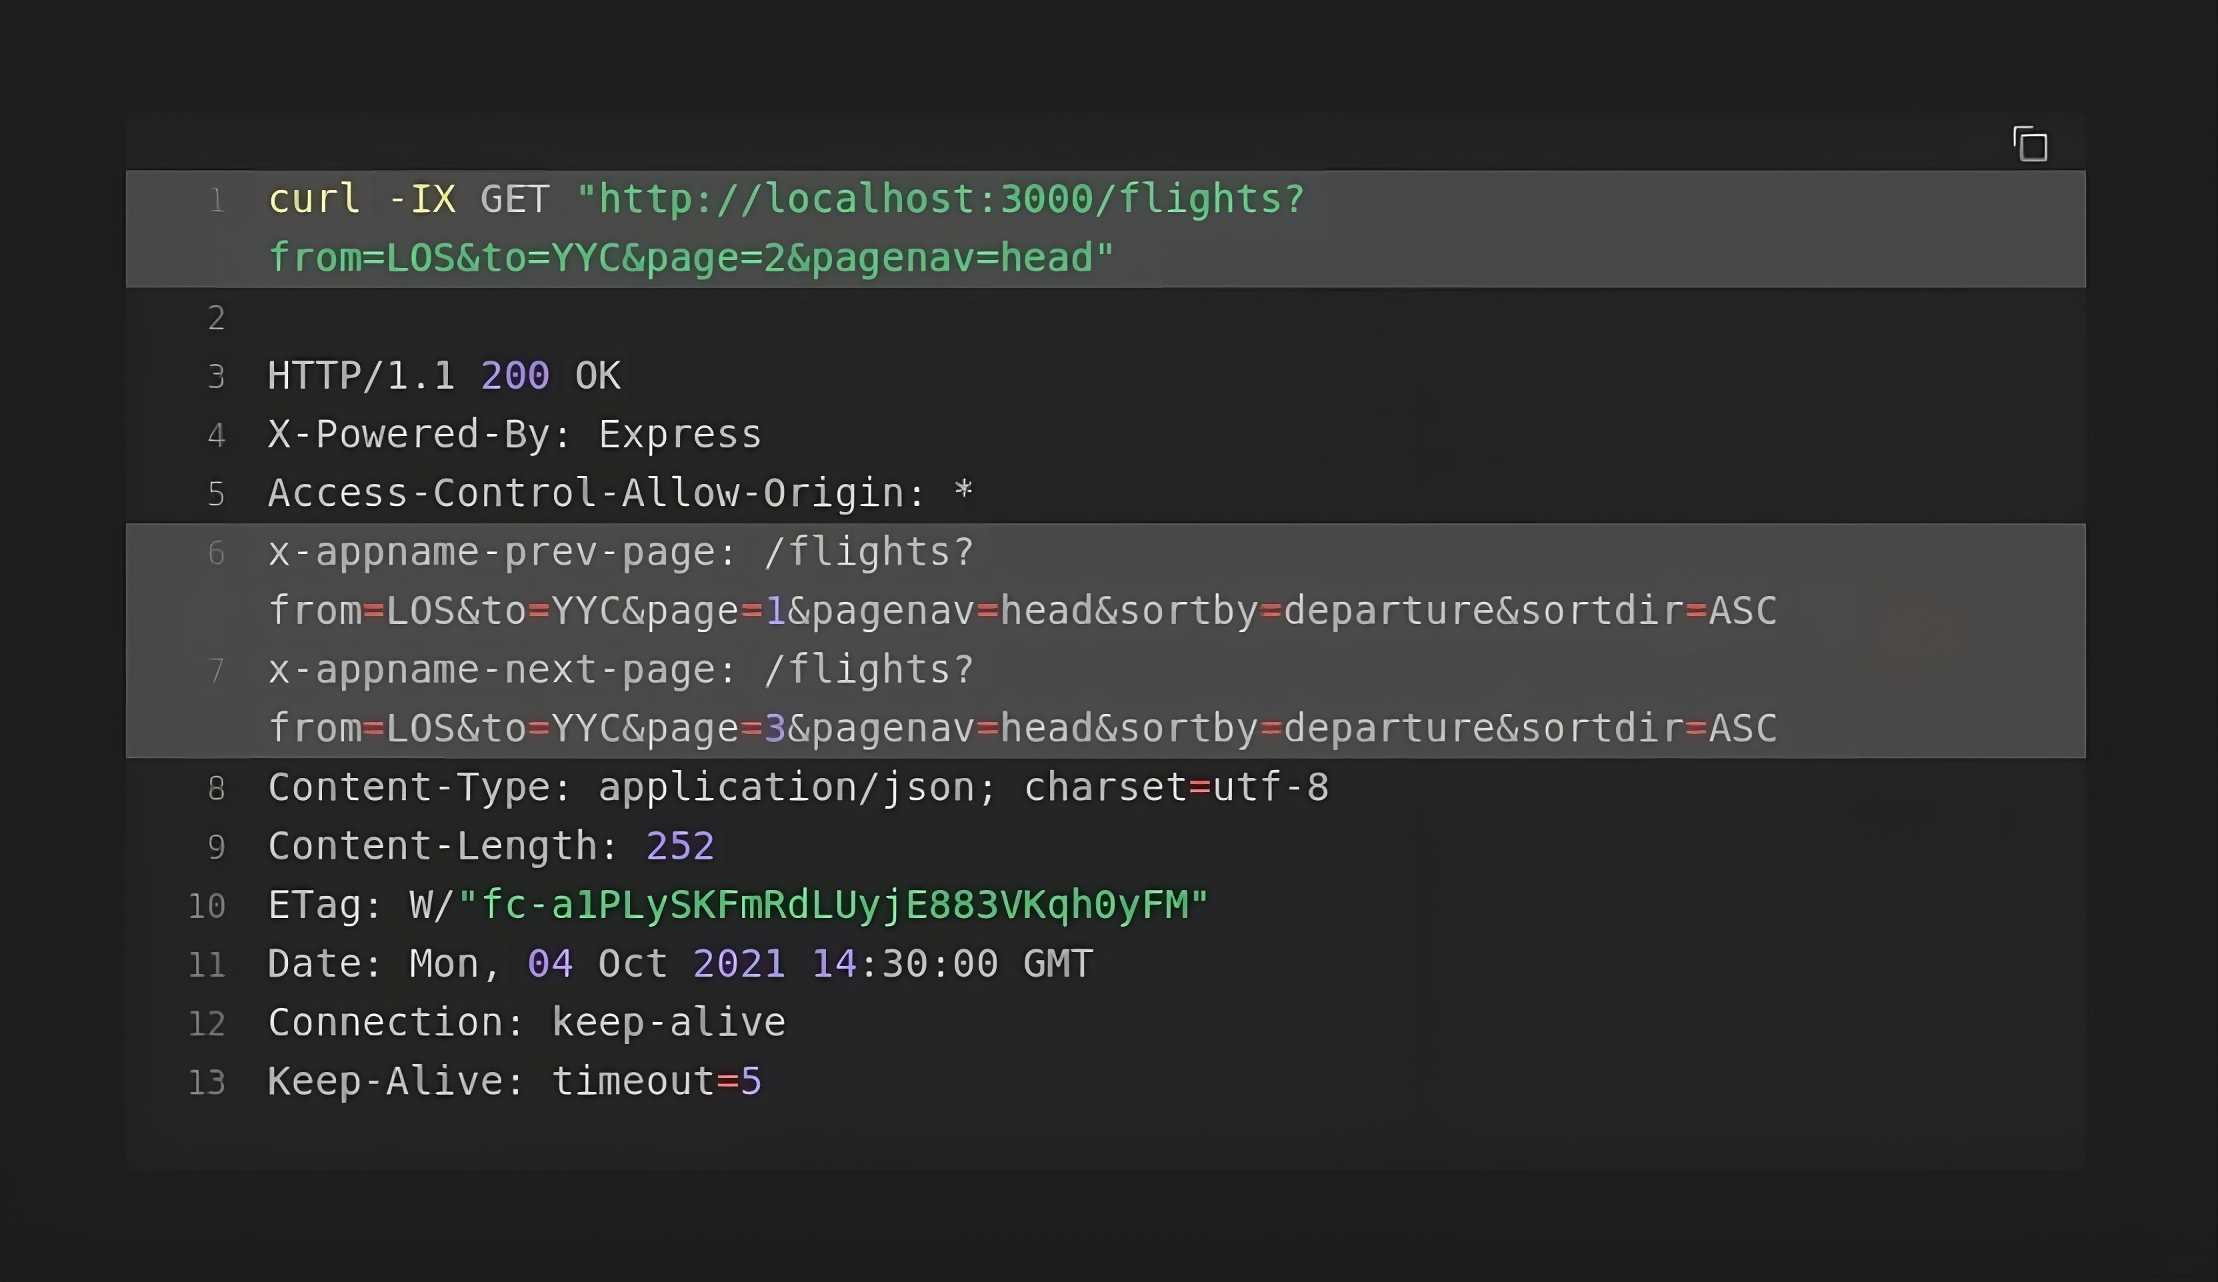 1 curl -IX GET "http://localhost:3000/flights?
from=LOS&to=YYC&page=2&pagenav=head"
2
3 HTTP/1.1 200 OK
4 X-Powered-By: Express
5 Access-Control-Allow-Origin: *
6 x-appname-prev-page: /flights?
from=LOS&to=YYC&page=1&pagenav=head&sortby=departure&sortdir=ASC
7 x-appname-next-page: /flights?
from=LOS&to=YYC&page=3&pagenav=head&sortby=departure&sortdir=ASC
8 Content-Type: application/json; charset=utf-8
9 Content-Length: 252
10 ETag: W/"fc-a1PLySKFmRdLUyjE883VKqh0yFM"
11 Date: Mon, 04 Oct 2021 14:30:00 GMT
12 Connection: keep-alive
13 Keep-Alive: timeout=5